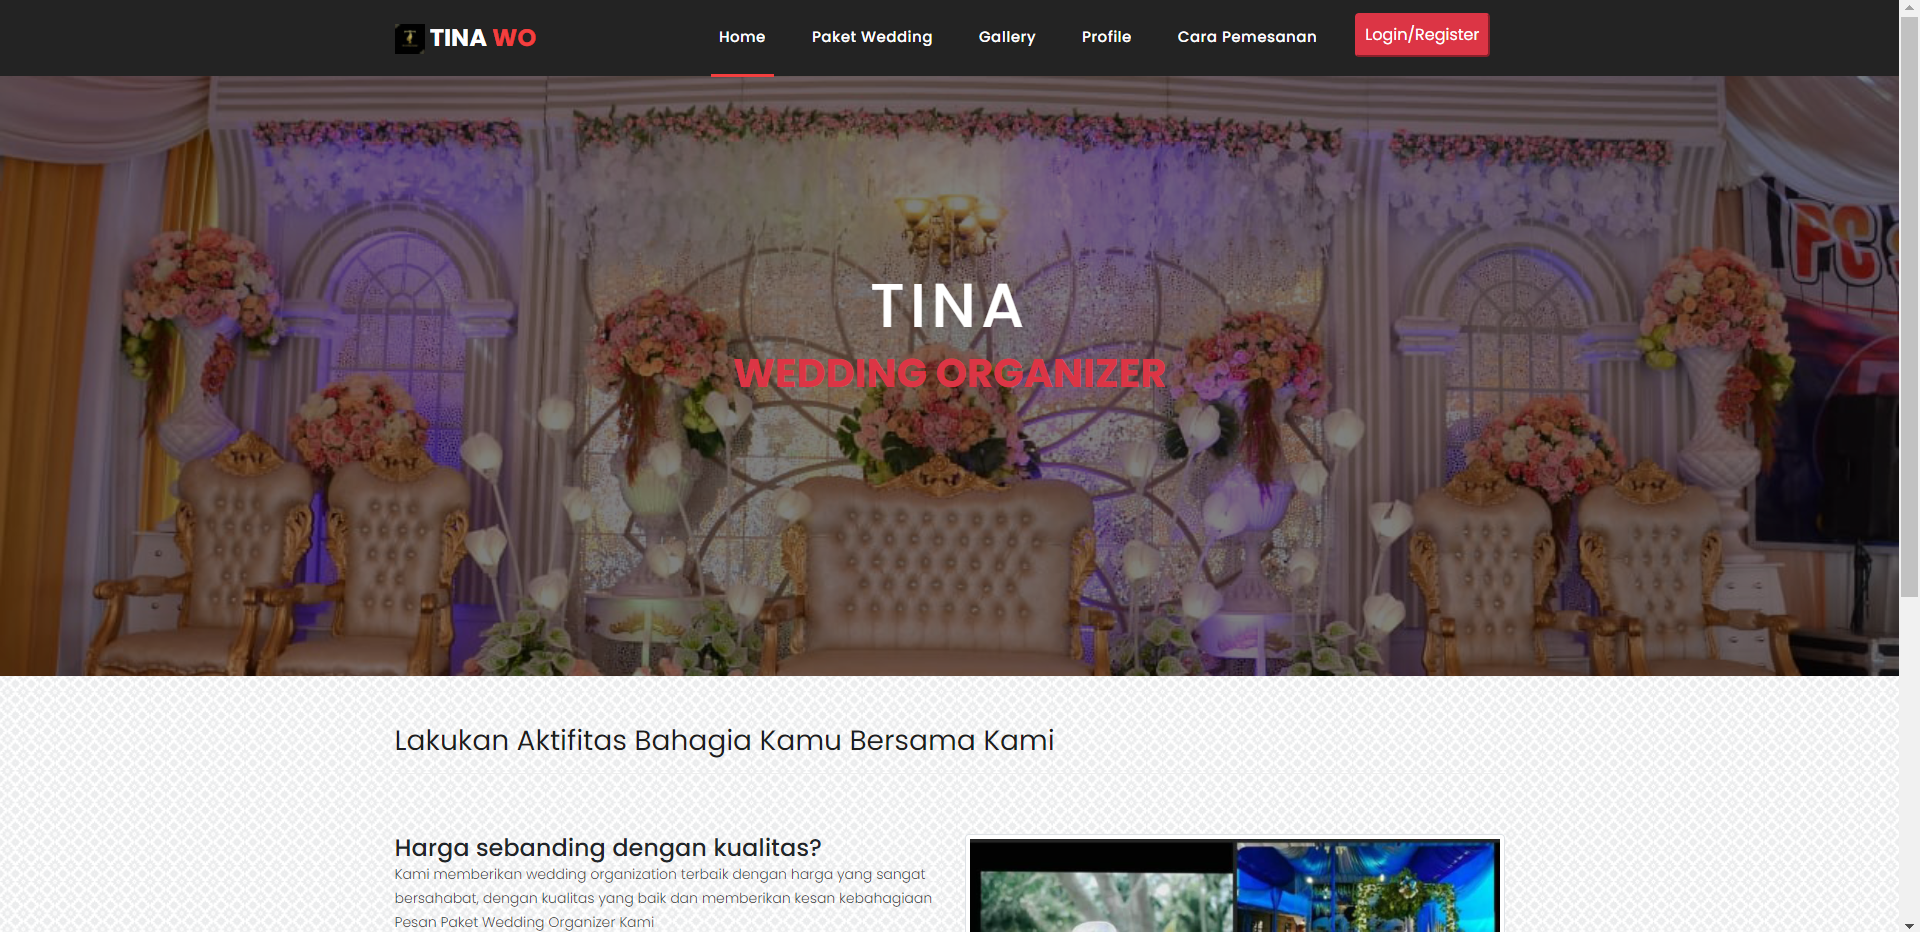 TINA WO
Home
Paket Wedding
Gallery
Profile
Cara Pemesanan
Login/Register
PC
TINA
WEDDING ORGANIZER
Lakukan Aktifitas Bahagia Kamu Bersama Kami
Harga sebanding dengan kualitas?
Kami memberikan wedding organization terbaik dengan harga yang sangat
bersahabat, dengan kualitas yang baik dan memberikan kesan kebahagiaan
Pesan Paket Wedding Organizer Kami